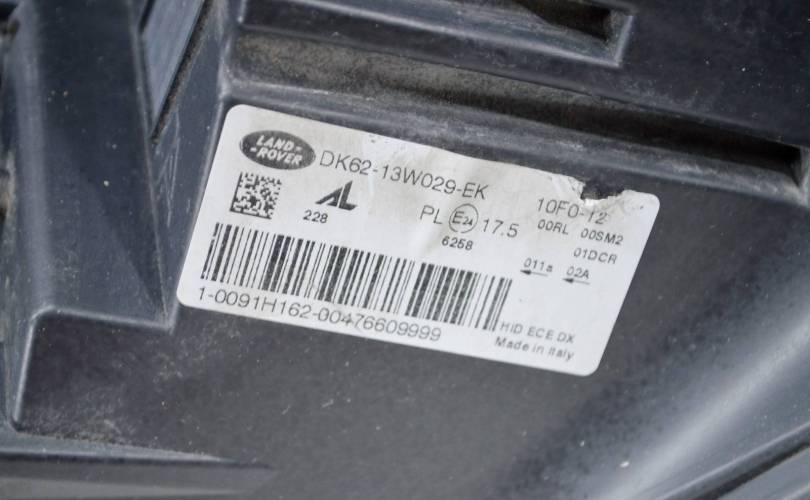 LAND-
-ROVER
DK62-13W029-EK
10F0-12
228
PL E24 17.5
6258
00RL 00SM2
01DCR
011a 02A
1-0091H162-00476609999
HID ECE DX
Made in Italy